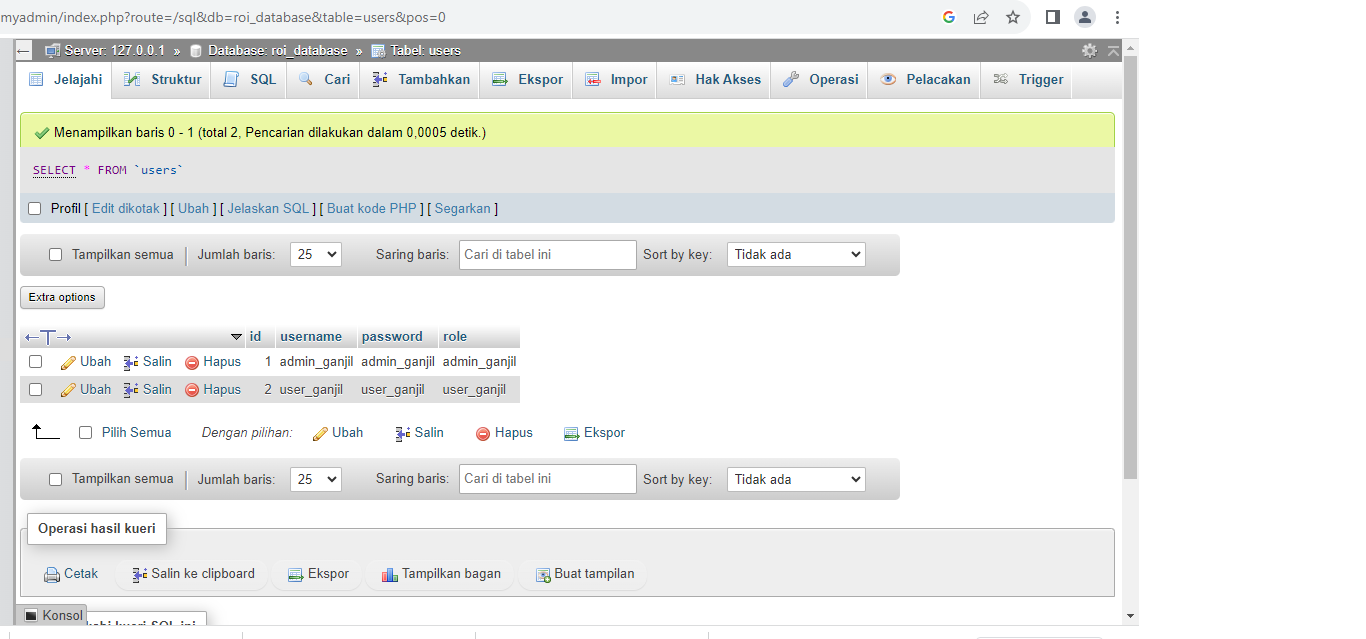 myadmin/index.php?route=/sql&db=roi_database&table=users&pos=0
Server: 127.0.0.1 » Database: roi_database » Tabel: users
Jelajahi Struktur SQL Cari Tambahkan Ekspor Impor Hak Akses Operasi Pelacakan Trigger
Menampilkan baris 0 - 1 (total 2, Pencarian dilakukan dalam 0,0005 detik.)
SELECT * FROM `users`
Profil [ Edit dikotak ] [ Ubah ] [ Jelaskan SQL ] [ Buat kode PHP ] [ Segarkan ]
Tampilkan semua Jumlah baris: 25 Saring baris: Cari di tabel ini Sort by key: Tidak ada
Extra options
id username password role
Ubah Salin Hapus 1 admin_ganjil admin_ganjil admin_ganjil
Ubah Salin Hapus 2 user_ganjil user_ganjil user_ganjil
Pilih Semua Dengan pilihan: Ubah Salin Hapus Ekspor
Tampilkan semua Jumlah baris: 25 Saring baris: Cari di tabel ini Sort by key: Tidak ada
Operasi hasil kueri
Cetak Salin ke clipboard Ekspor Tampilkan bagan Buat tampilan
Konsol kueri SQL ini